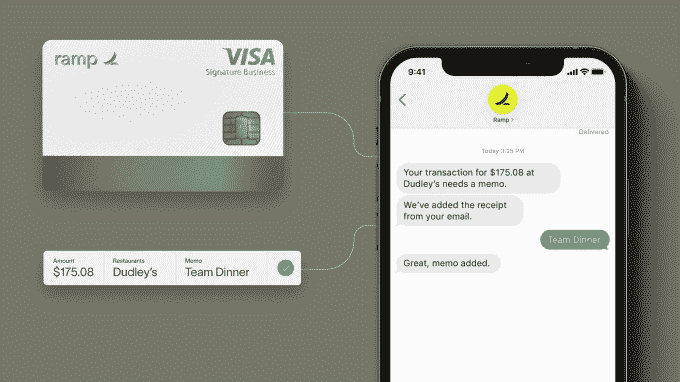 ramp
VISA
Signature Business
Amount
$175.08
Restaurants
Dudley's
Memo
Team Dinner
9:41
Ramp >
Delivered
Today 3:25 PM
Your transaction for $175.08 at
Dudley's needs a memo.
We've added the receipt
from your email.
Team Dinner
Great, memo added.